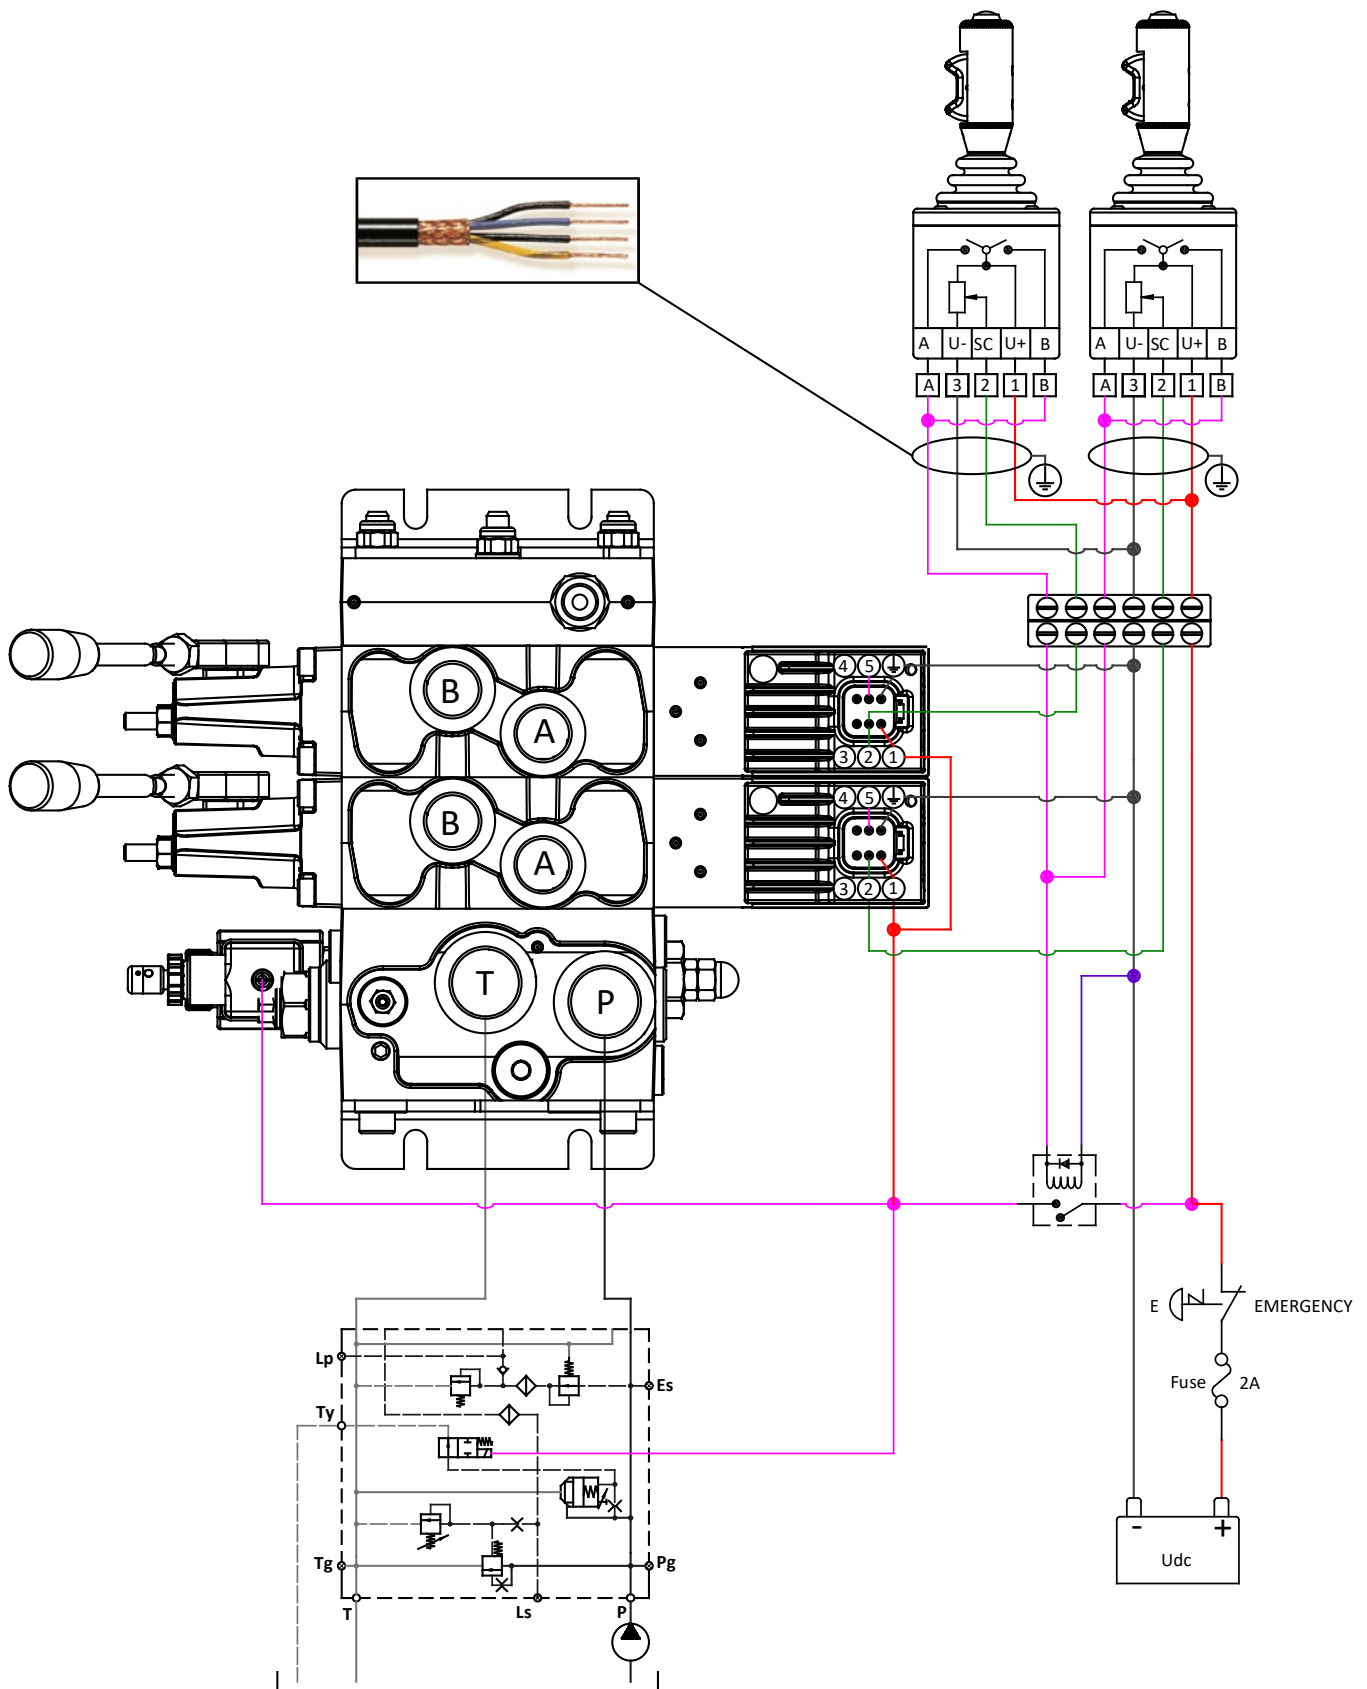 A U- SC U+ B A U- SC U+ B
A 3 2 1 B A 3 2 1 B
4 5
B
A
3 2 1
4 5
B
A
3 2 1
T
P
E EMERGENCY
Fuse 2A
Lp
Es
Ty
- +
Udc
Tg
Pg
T
Ls
P